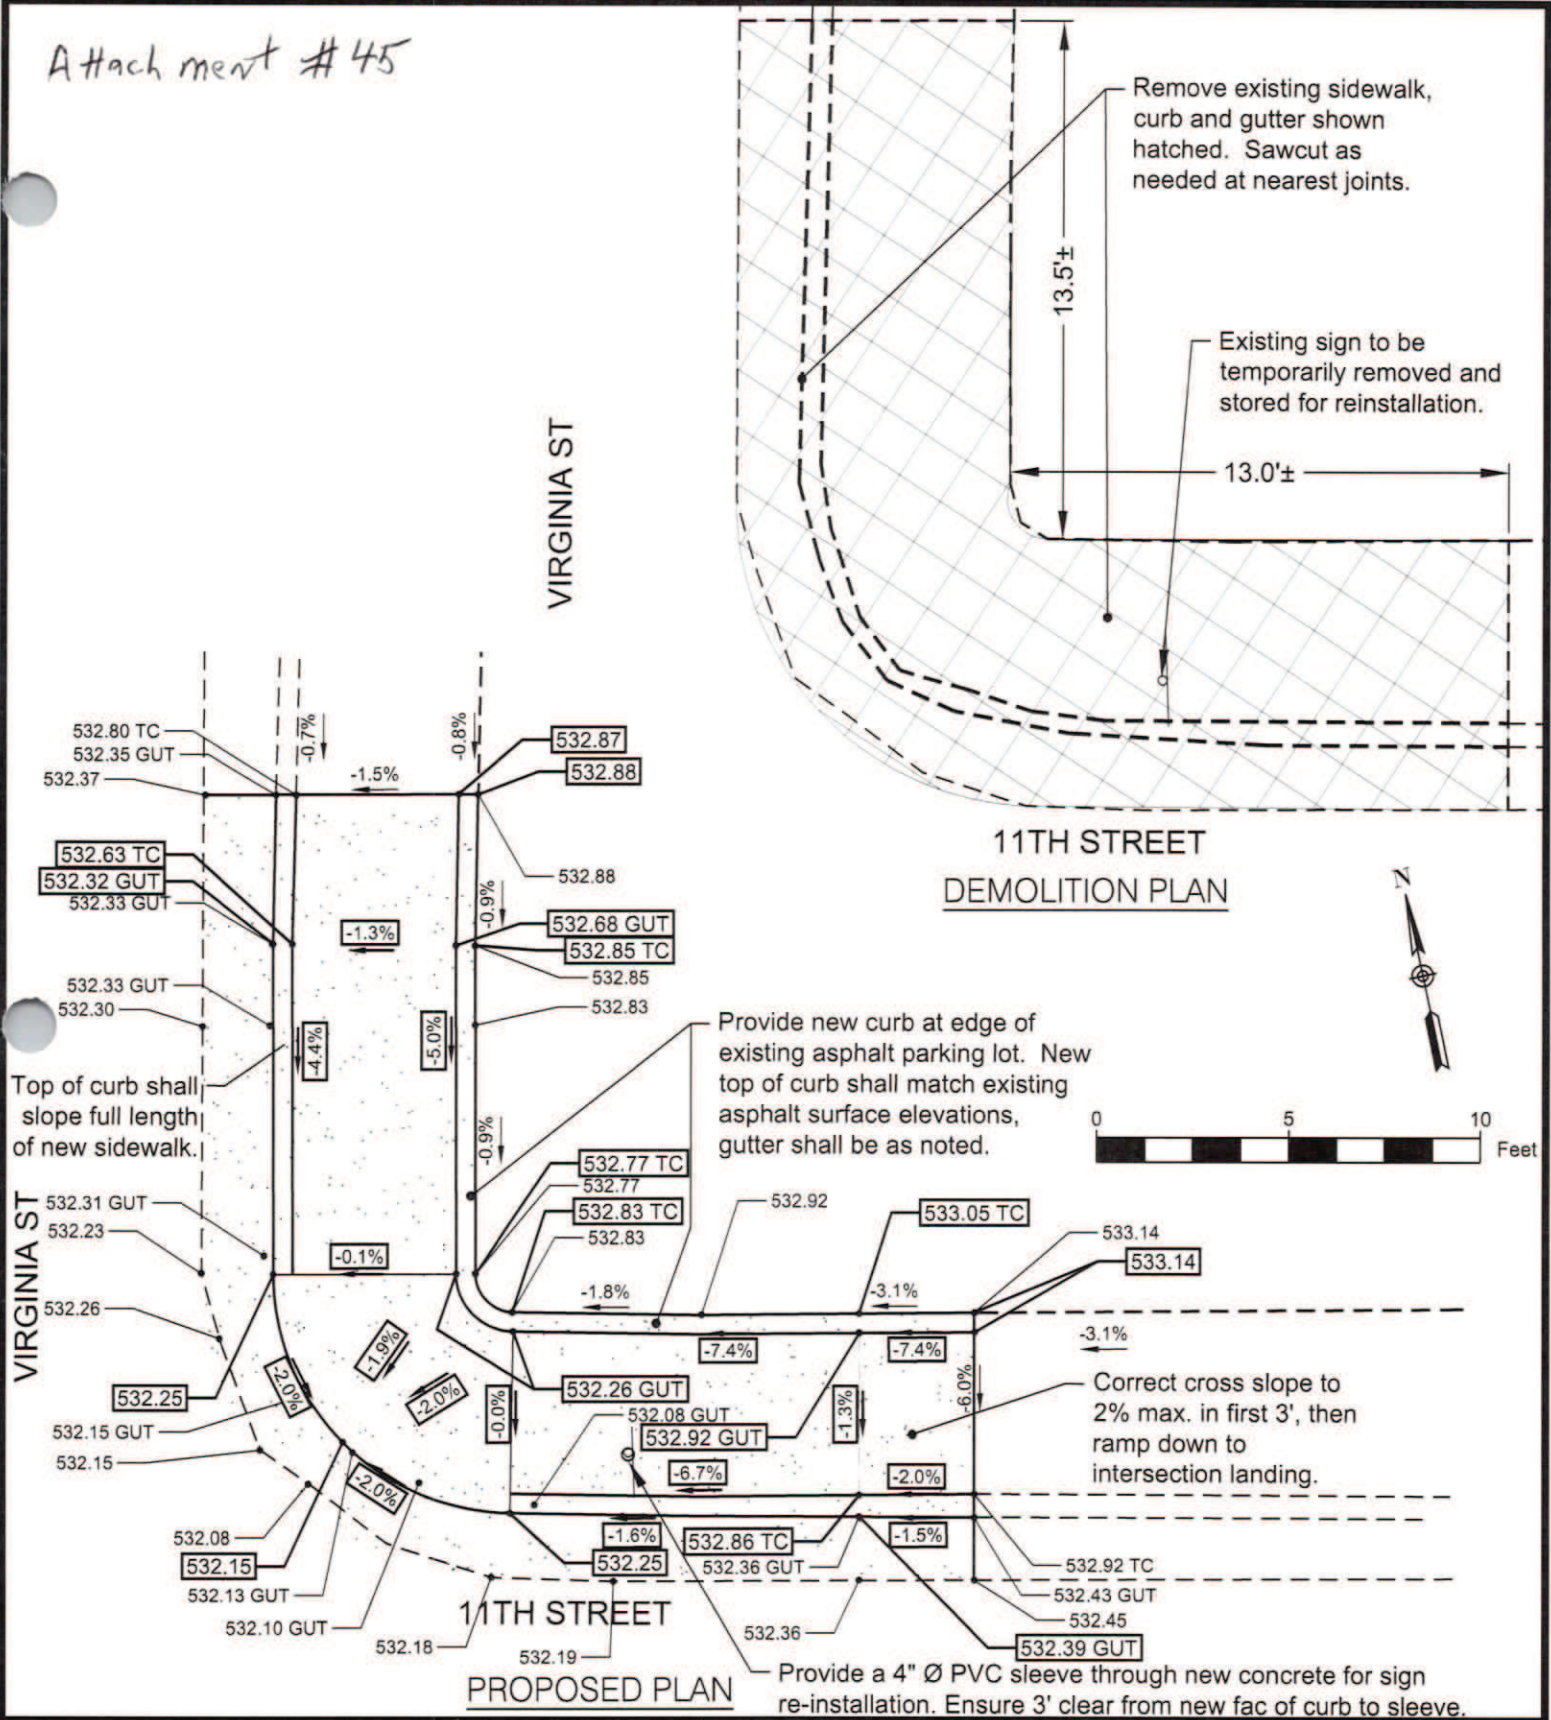 Attachment #45
Remove existing sidewalk,
curb and gutter shown
hatched. Sawcut as
needed at nearest joints.
13.5'±
Existing sign to be
temporarily removed and
stored for reinstallation.
13.0'±
VIRGINIA ST
11TH STREET
DEMOLITION PLAN
N
532.80 TC
532.35 GUT
532.37
-0.7%
-0.8%
-1.5%
532.87
532.88
532.63 TC
532.32 GUT
532.33 GUT
532.88
-0.9%
-1.3%
532.68 GUT
532.85 TC
532.85
532.33 GUT
532.30
532.83
-4.4%
-5.0%
Provide new curb at edge of
existing asphalt parking lot. New
top of curb shall match existing
asphalt surface elevations,
gutter shall be as noted.
0
5
10
Feet
Top of curb shall
slope full length
of new sidewalk.
-0.9%
532.77 TC
532.77
532.83 TC
532.83
532.92
533.05 TC
533.14
533.14
VIRGINIA ST
532.31 GUT
532.23
-0.1%
532.26
-1.8%
-3.1%
-3.1%
-7.4%
-7.4%
-1.9%
-2.0%
-2.0%
532.25
532.15 GUT
532.15
-0.0%
532.26 GUT
532.08 GUT
532.92 GUT
-1.3%
-6.0%
Correct cross slope to
2% max. in first 3', then
ramp down to
intersection landing.
-6.7%
-2.0%
-2.0%
532.08
532.15
532.13 GUT
532.10 GUT
-1.6%
532.25
532.86 TC
532.36 GUT
-1.5%
532.92 TC
532.43 GUT
532.45
532.39 GUT
11TH STREET
532.18
532.19
532.36
PROPOSED PLAN
Provide a 4" Ø PVC sleeve through new concrete for sign
re-installation. Ensure 3' clear from new fac of curb to sleeve.